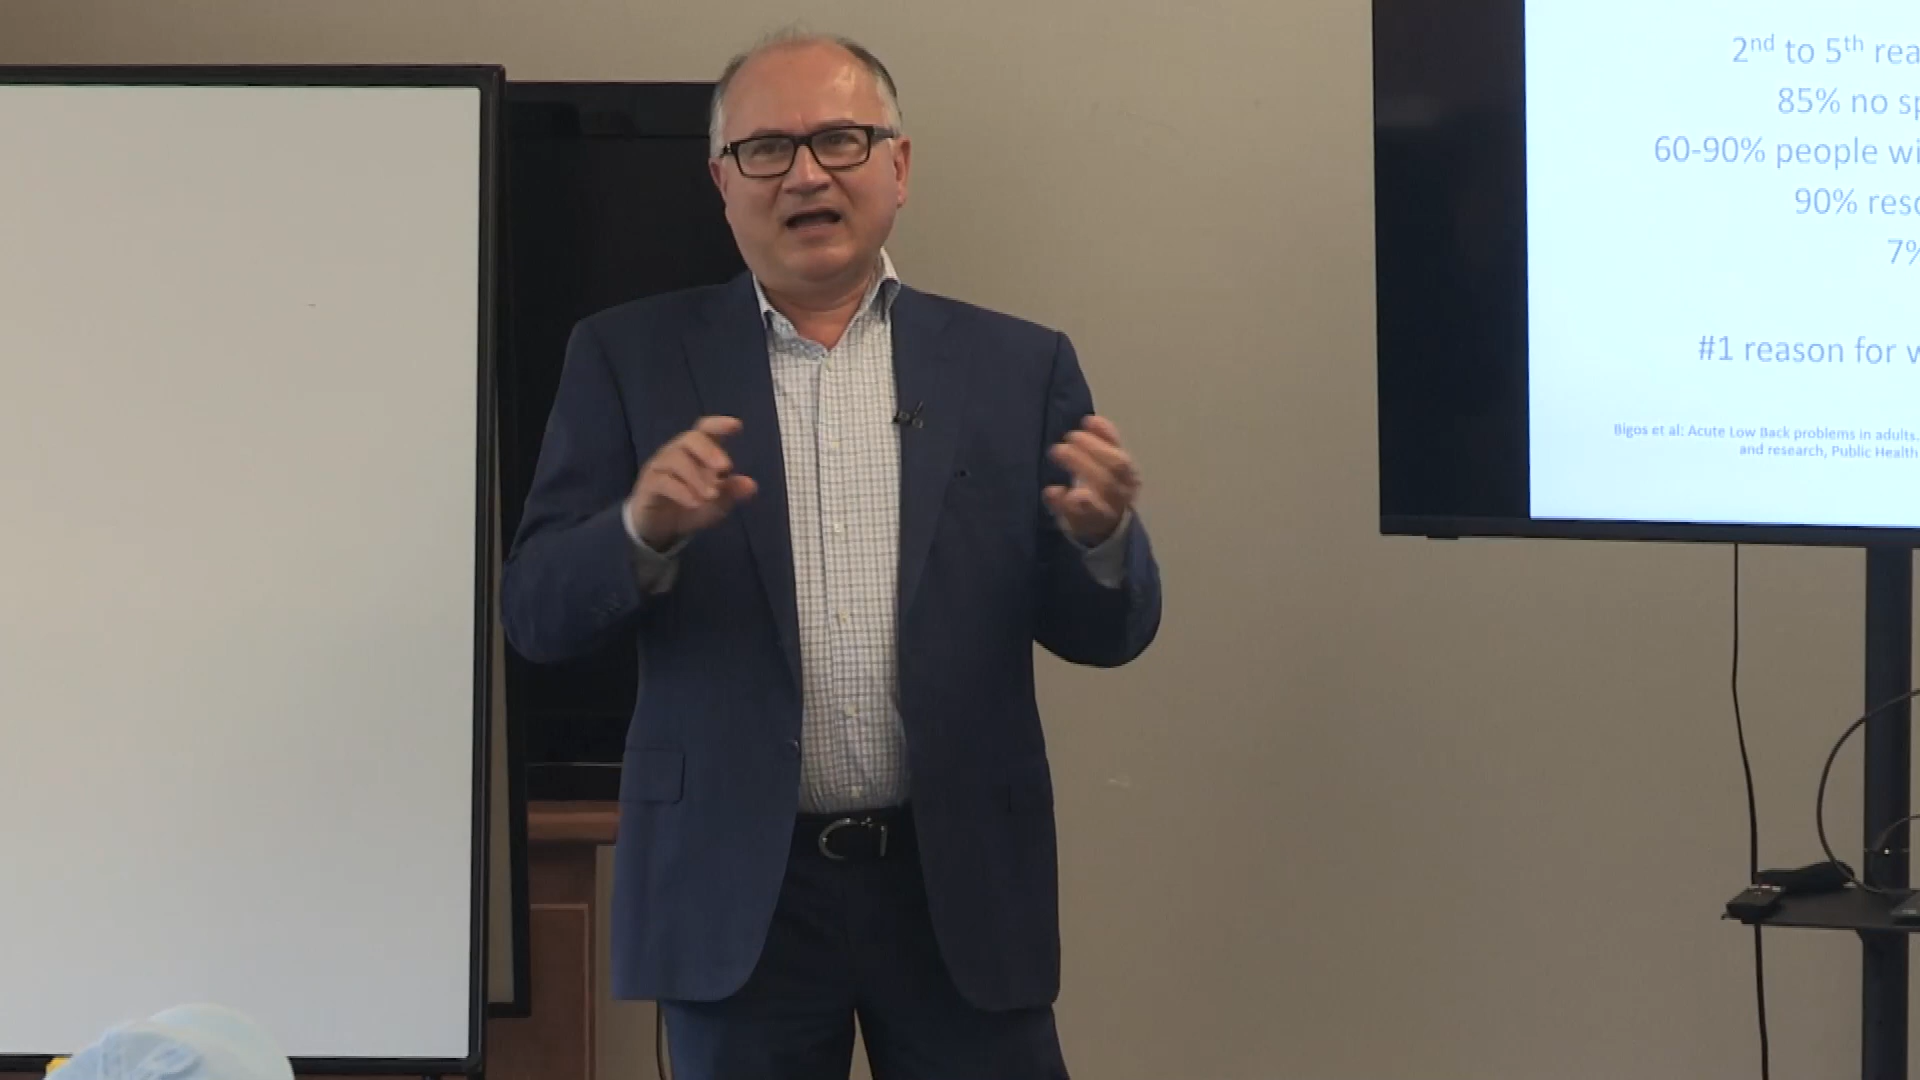 2nd to 5th rea
85% no sp
60-90% people wi
90% reso
7%
#1 reason for w
Bigos et al: Acute Low Back problems in adults.
and research, Public Health